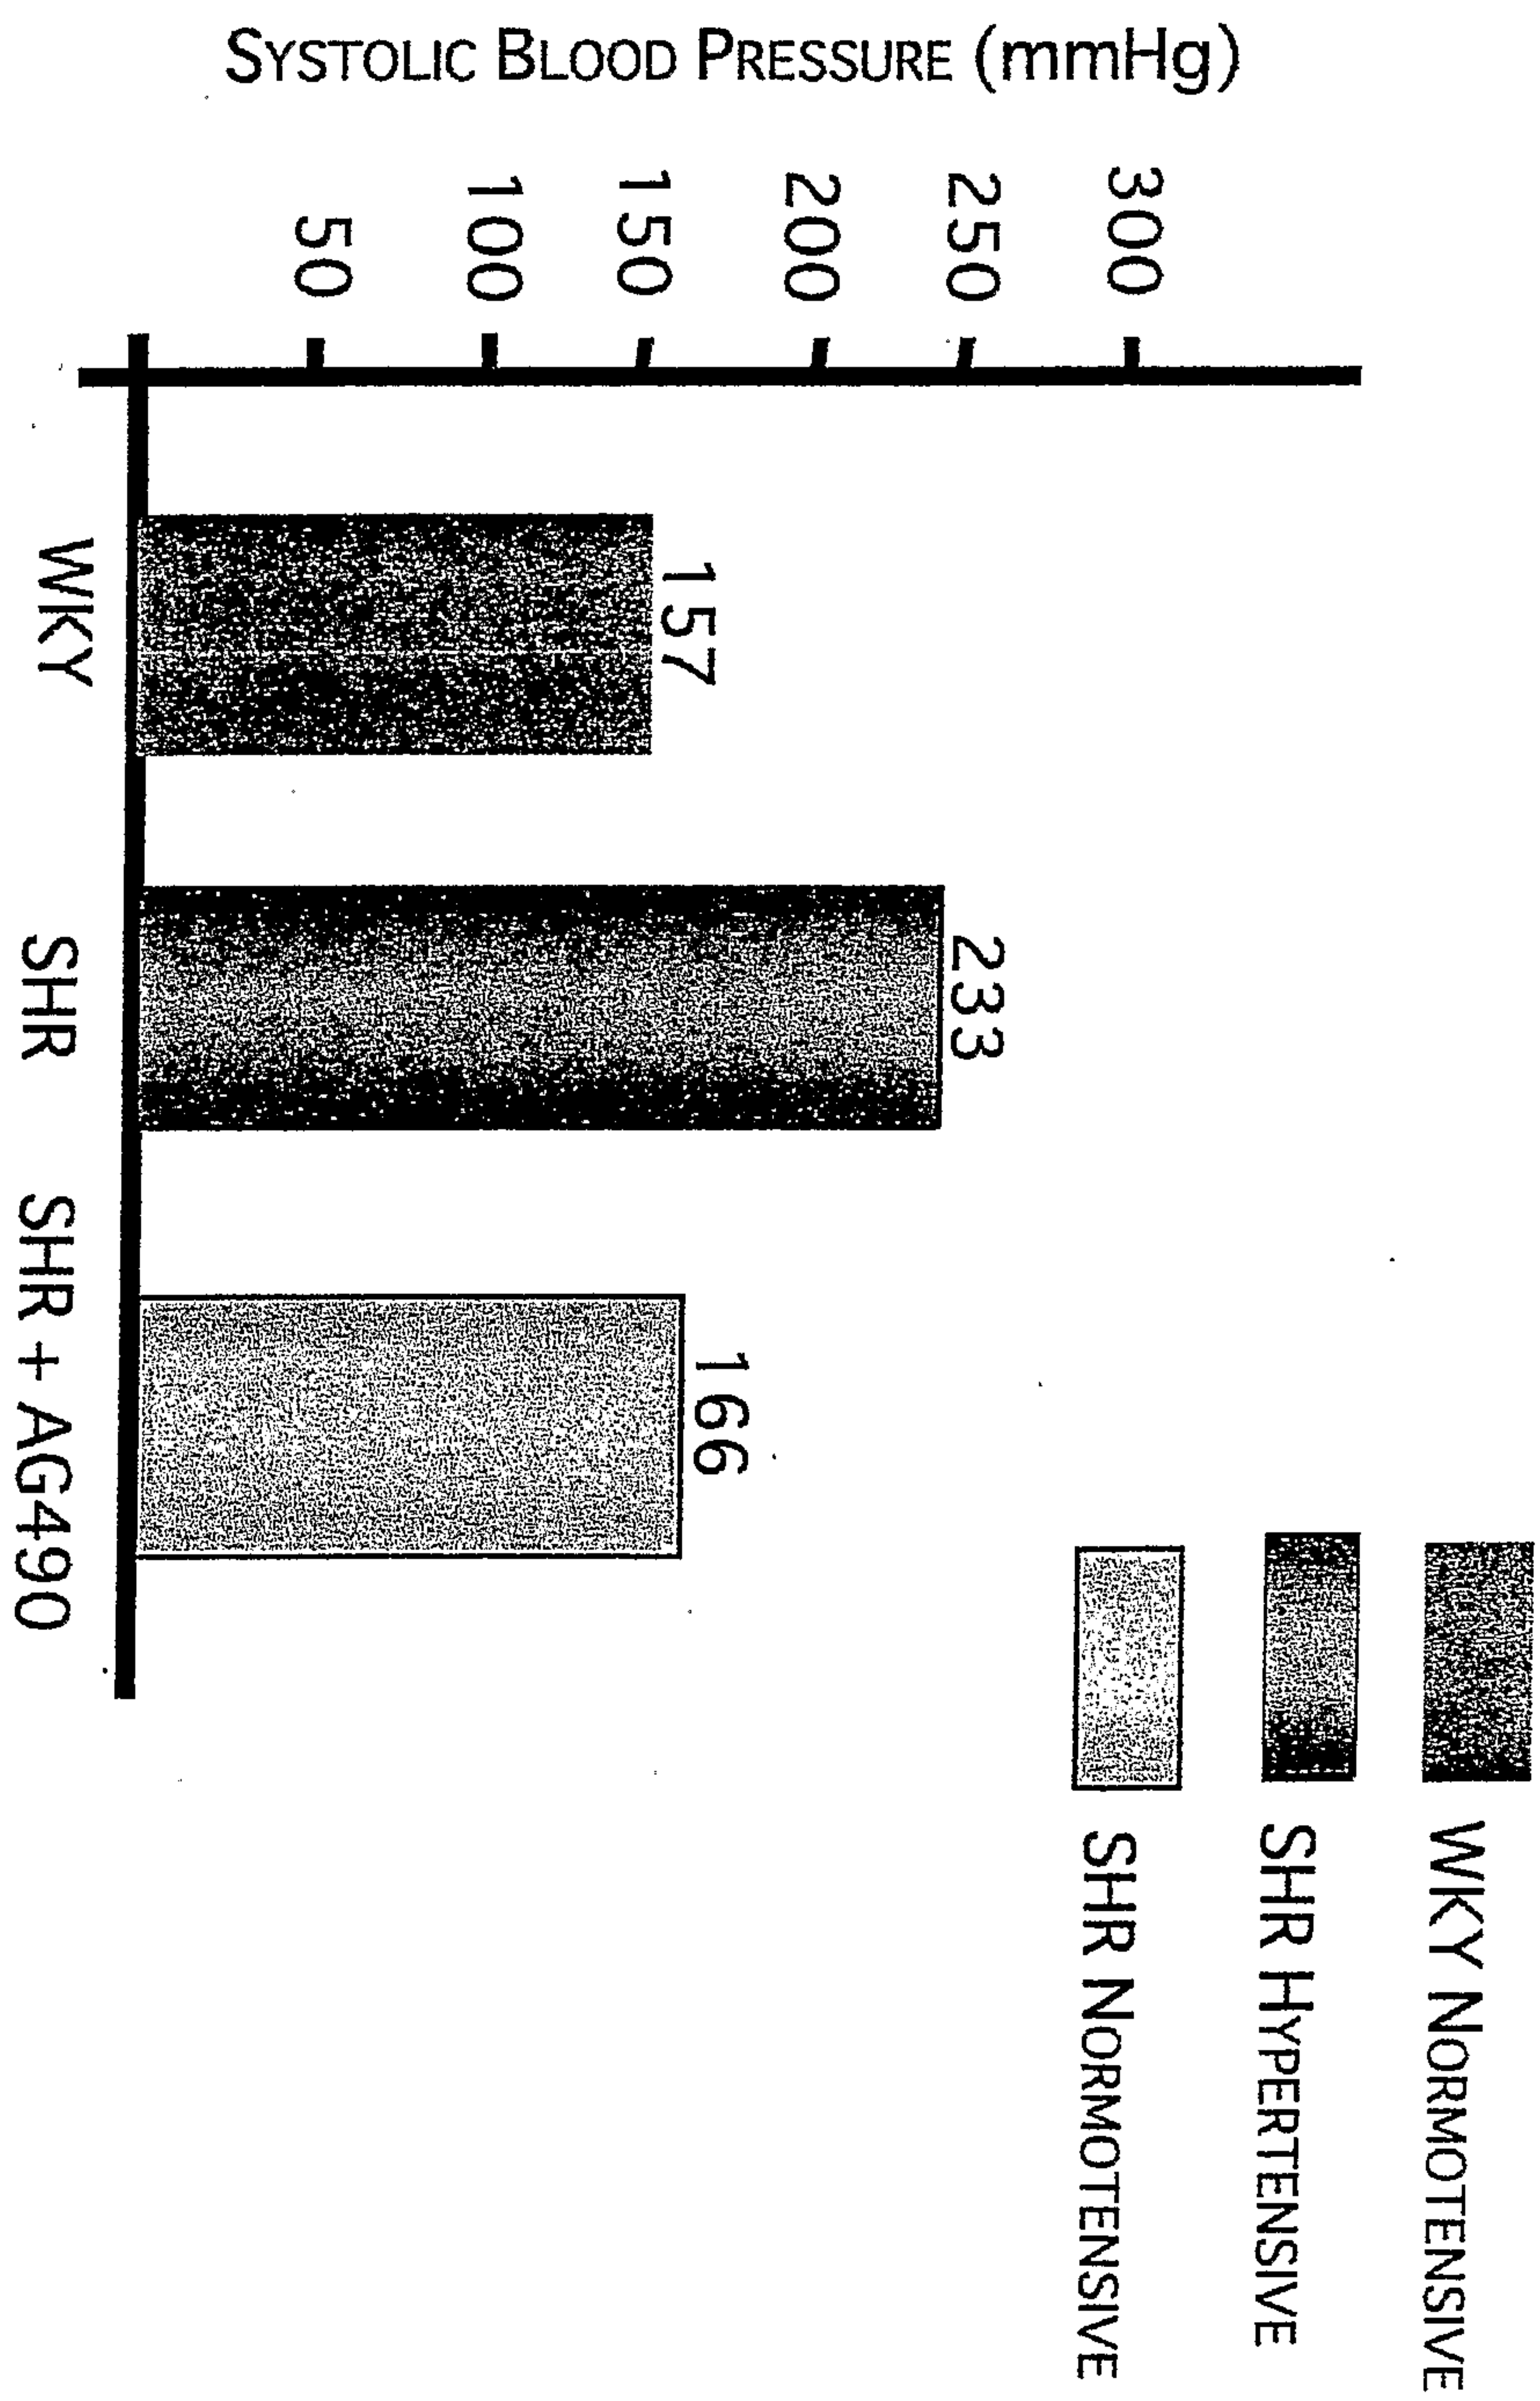 WKY NORMOTENSIVE
SHR HYPERTENSIVE
SHR NORMOTENSIVE
SYSTOLIC BLOOD PRESSURE (mmHg)
300
250
200
150
100
50
157
233
166
WKY
SHR
SHR + AG490